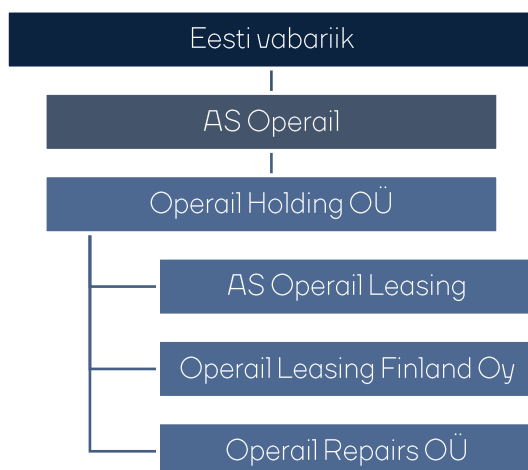 Eesti vabariik
AS Operail
Operail Holding OÜ
AS Operail Leasing
Operail Leasing Finland Oy
Operail Repairs OÜ